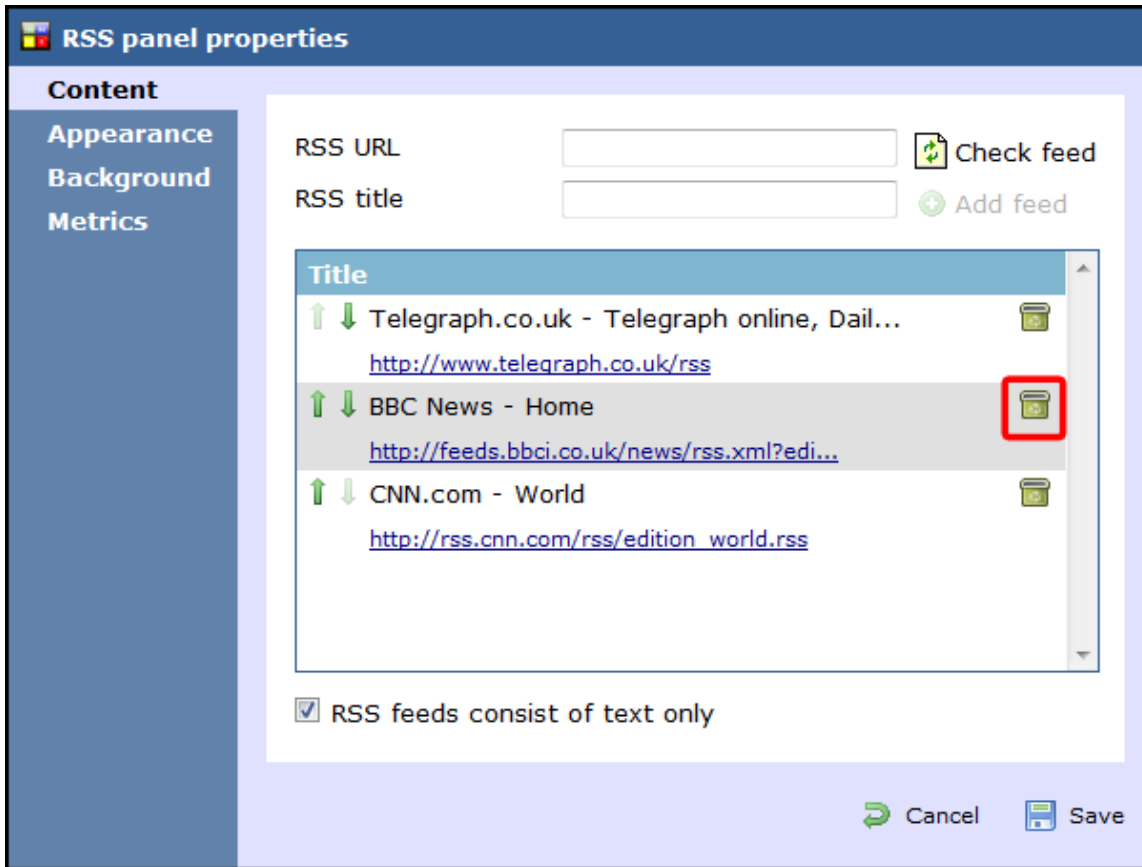 RSS panel properties
Content
Appearance
Background
Metrics
RSS URL
Check feed
RSS title
Add feed
Title
Telegraph.co.uk - Telegraph online, Dail...
http://www.telegraph.co.uk/rss
BBC News - Home
http://feeds.bbci.co.uk/news/rss.xml?edi...
CNN.com - World
http://rss.cnn.com/rss/edition_world.rss
RSS feeds consist of text only
Cancel
Save